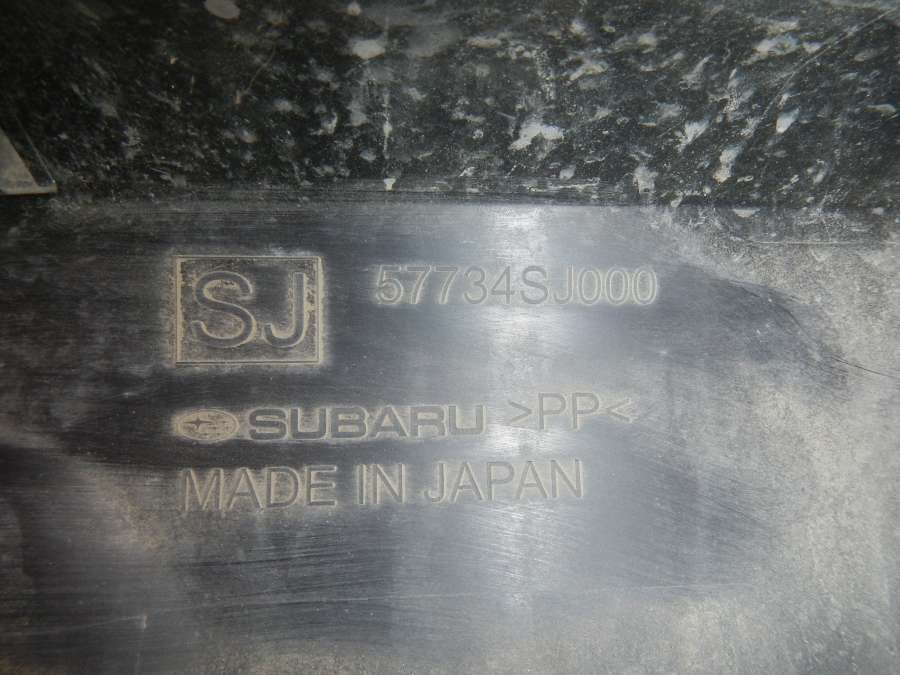 SJ 57734SJ000
SUBARU >PP<
MADE IN JAPAN